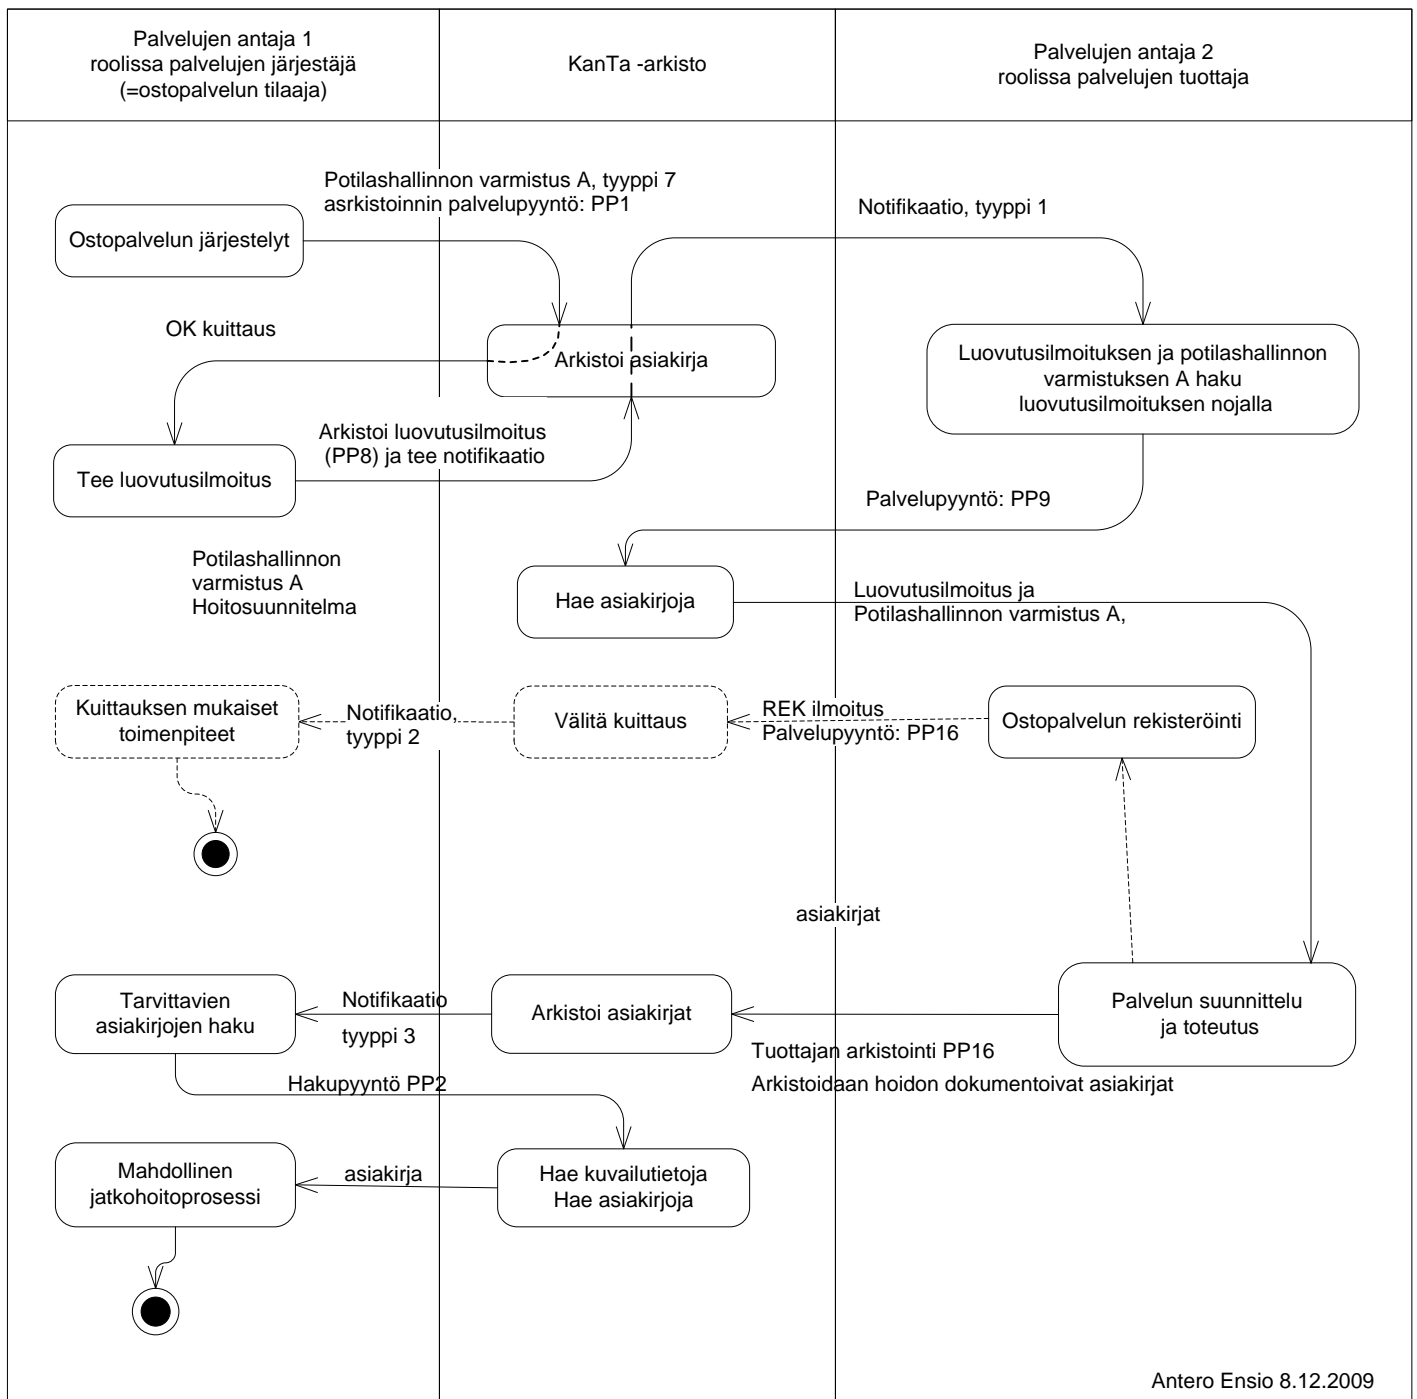 Palvelujen antaja 1
roolissa palvelujen järjestäjä
(=ostopalvelun tilaaja)
KanTa -arkisto
Palvelujen antaja 2
roolissa palvelujen tuottaja
Potilashallinnon varmistus A, tyyppi 7
asrkistoinnin palvelupyyntö: PP1
Notifikaatio, tyyppi 1
Ostopalvelun järjestelyt
OK kuittaus
Arkistoi asiakirja
Luovutusilmoituksen ja potilashallinnon
varmistuksen A haku
luovutusilmoituksen nojalla
Arkistoi luovutusilmoitus
(PP8) ja tee notifikaatio
Tee luovutusilmoitus
Palvelupyyntö: PP9
Potilashallinnon
varmistus A
Hoitosuunnitelma
Hae asiakirjoja
Luovutusilmoitus ja
Potilashallinnon varmistus A,
Kuittauksen mukaiset
toimenpiteet
Notifikaatio,
tyyppi 2
Välitä kuittaus
REK ilmoitus
Palvelupyyntö: PP16
Ostopalvelun rekisteröinti
asiakirjat
Tarvittavien
asiakirjojen haku
Notifikaatio
tyyppi 3
Arkistoi asiakirjat
Palvelun suunnittelu
ja toteutus
Tuottajan arkistointi PP16
Arkistoidaan hoidon dokumentoivat asiakirjat
Hakupyyntö PP2
Mahdollinen
jatkohoitoprosessi
asiakirja
Hae kuvailutietoja
Hae asiakirjoja
Antero Ensio 8.12.2009